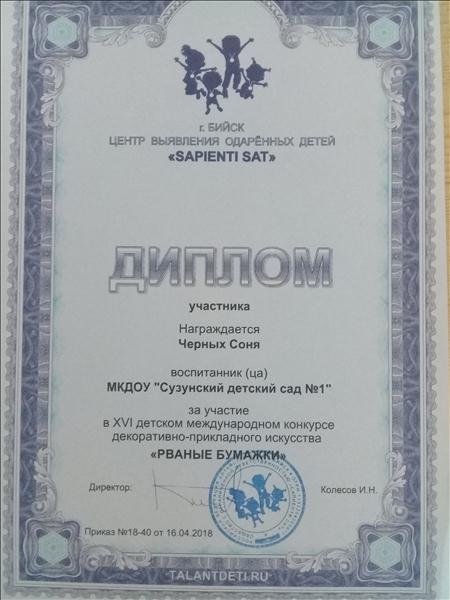 г. БИЙСК
ЦЕНТР ВЫЯВЛЕНИЯ ОДАРЁННЫХ ДЕТЕЙ
«SAPIENTI SAT»
ДИПЛОМ
участника
Награждается
Черных Соня
воспитанник (ца)
МКДОУ "Сузунский детский сад №1"
за участие
в XVI детском международном конкурсе
декоративно-прикладного искусства
«РВАНЫЕ БУМАЖКИ»
Директор:
Колесов И.Н.
Приказ №18-40 от 16.04.2018
TALANTDETI.RU